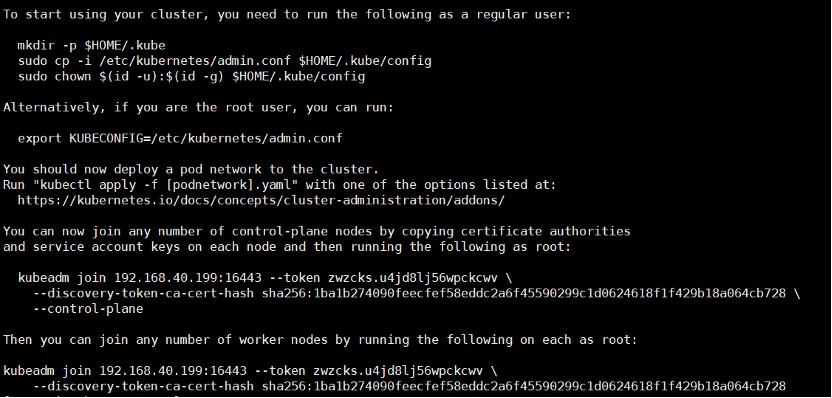 To start using your cluster, you need to run the following as a regular user:
mkdir -p $HOME/.kube
sudo cp -i /etc/kubernetes/admin.conf $HOME/.kube/config
sudo chown $(id -u):$(id -g) $HOME/.kube/config
Alternatively, if you are the root user, you can run:
export KUBECONFIG=/etc/kubernetes/admin.conf
You should now deploy a pod network to the cluster.
Run "kubectl apply -f [podnetwork].yaml" with one of the options listed at:
https://kubernetes.io/docs/concepts/cluster-administration/addons/
You can now join any number of control-plane nodes by copying certificate authorities
and service account keys on each node and then running the following as root:
kubeadm join 192.168.40.199:16443 --token zwzcks.u4jd8lj56wpckcwv \
--discovery-token-ca-cert-hash sha256:1ba1b274090feecfef58eddc2a6f45590299c1d0624618f1f429b18a064cb728 \
--control-plane
Then you can join any number of worker nodes by running the following on each as root:
kubeadm join 192.168.40.199:16443 --token zwzcks.u4jd8lj56wpckcwv \
--discovery-token-ca-cert-hash sha256:1ba1b274090feecfef58eddc2a6f45590299c1d0624618f1f429b18a064cb728